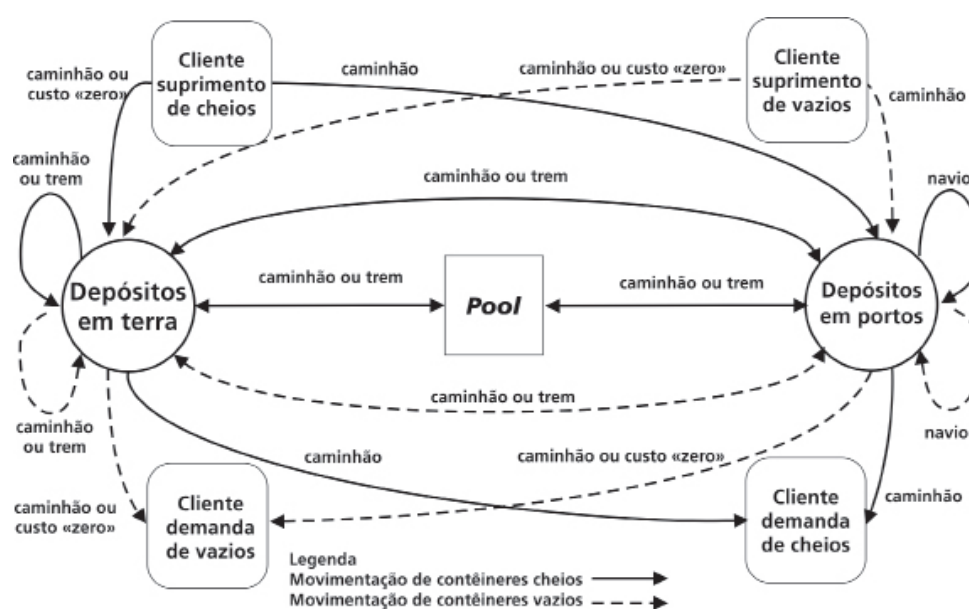 Cliente
suprimento
de cheios
Cliente
suprimento
de vazios
caminhão ou
custo «zero»
caminhão
caminhão ou custo «zero»
caminhão
caminhão
ou trem
caminhão ou trem
navio
Depósitos
em terra
caminhão ou trem
Pool
caminhão ou trem
Depósitos
em portos
caminhão ou trem
caminhão
ou trem
navio
caminhão
caminhão ou custo «zero»
caminhão ou
custo «zero»
Cliente
demanda
de vazios
Cliente
demanda
de cheios
caminhão
Legenda
Movimentação de contêineres cheios
Movimentação de contêineres vazios